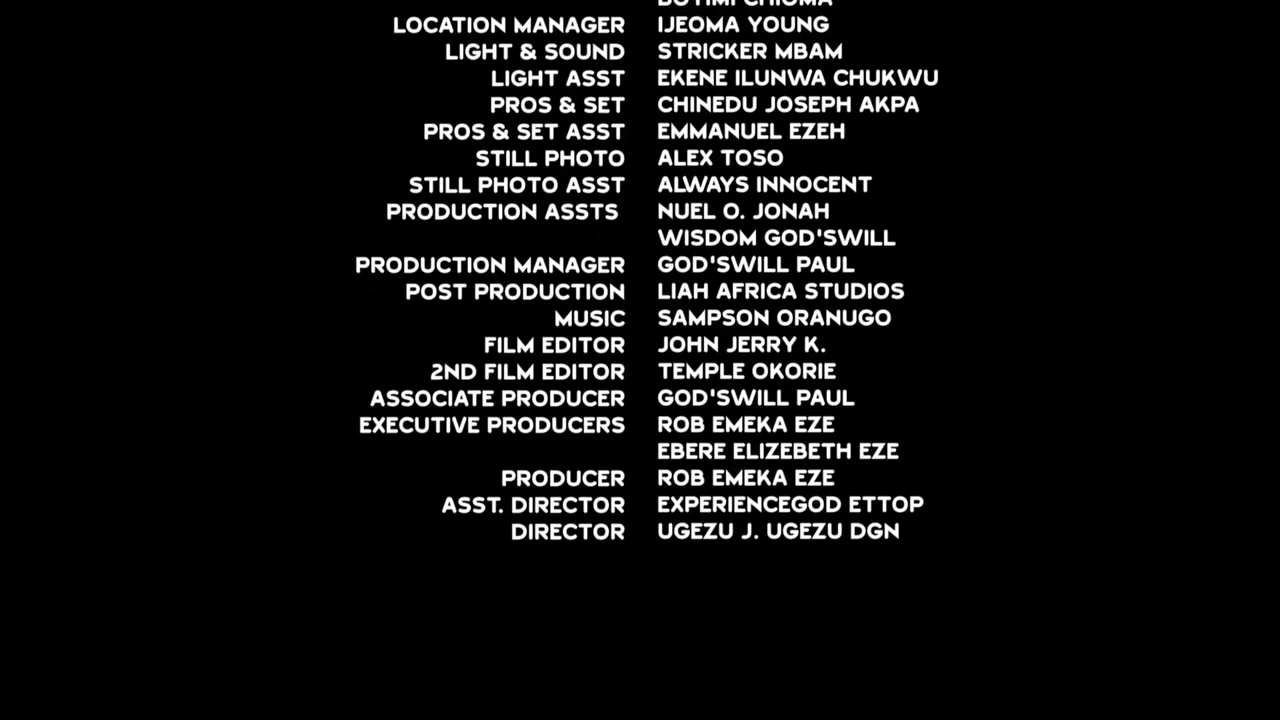 LOCATION MANAGER IJEOMA YOUNG
LIGHT & SOUND STRICKER MBAM
LIGHT ASST EKENE ILUNWA CHUKWU
PROS & SET CHINEDU JOSEPH AKPA
PROS & SET ASST EMMANUEL EZEH
STILL PHOTO ALEX TOSO
STILL PHOTO ASST ALWAYS INNOCENT
PRODUCTION ASSTS NUEL O. JONAH
WISDOM GOD'SWILL
PRODUCTION MANAGER GOD'SWILL PAUL
POST PRODUCTION LIAH AFRICA STUDIOS
MUSIC SAMPSON ORANUGO
FILM EDITOR JOHN JERRY K.
2ND FILM EDITOR TEMPLE OKORIE
ASSOCIATE PRODUCER GOD'SWILL PAUL
EXECUTIVE PRODUCERS ROB EMEKA EZE
EBERE ELIZEBETH EZE
PRODUCER ROB EMEKA EZE
ASST. DIRECTOR EXPERIENCEGOD ETTOP
DIRECTOR UGEZU J. UGEZU DGN